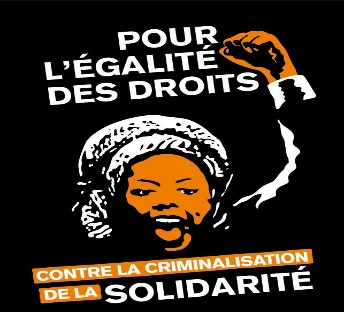 POUR
L'ÉGALITÉ
DES DROITS
CONTRE LA CRIMINALISATION
DE LA SOLIDARITÉ